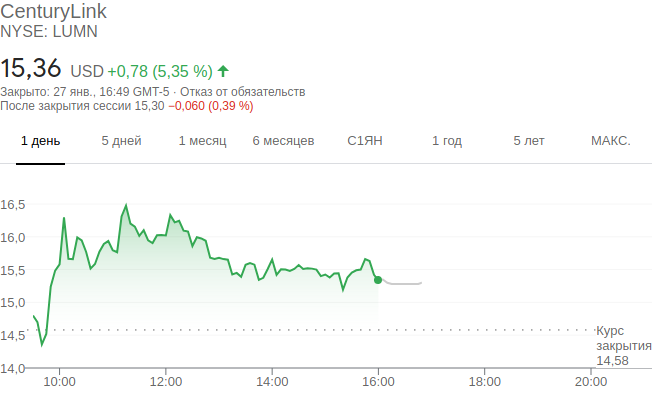 CenturyLink
NYSE: LUMN
15,36 USD +0,78 (5,35 %)
Закрыто: 27 янв., 16:49 GMT-5 · Отказ от обязательств
После закрытия сессии 15,30 −0,060 (0,39 %)
1 день 5 дней 1 месяц 6 месяцев С1ЯН 1 год 5 лет МАКС.
16,5
16,0
15,5
15,0
14,5
14,0
Курс
закрытия
14,58
10:00 12:00 14:00 16:00 18:00 20:00